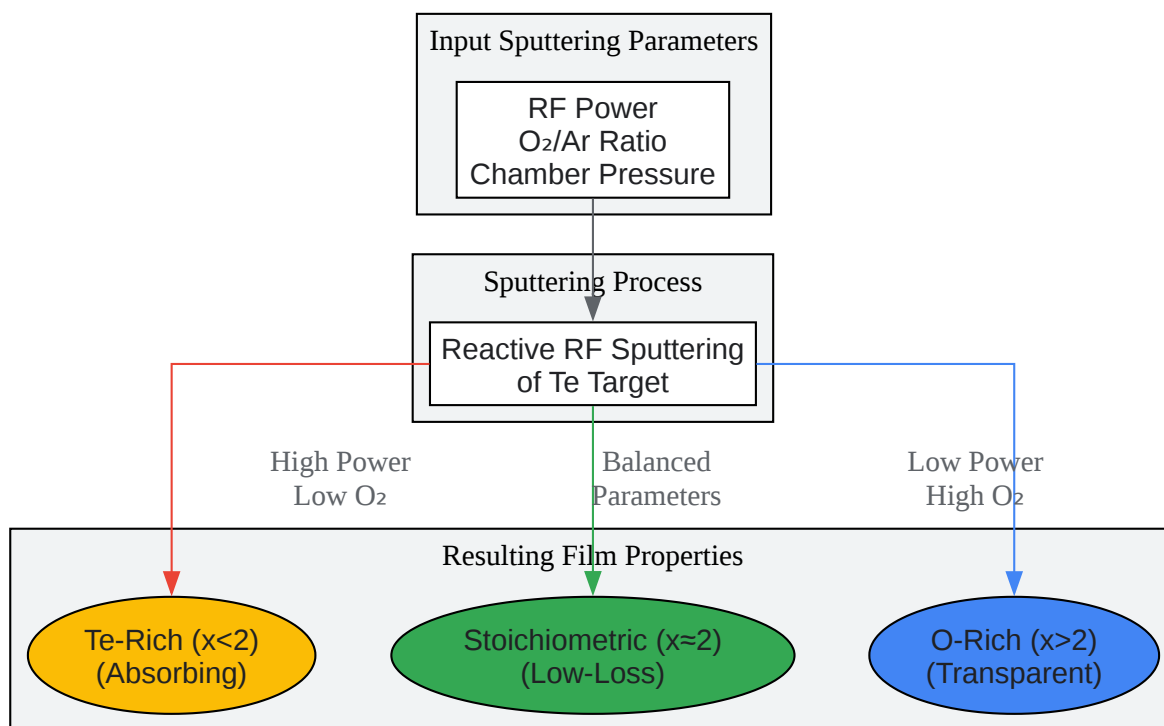 Input Sputtering Parameters
RF Power
O₂/Ar Ratio
Chamber Pressure
Sputtering Process
Reactive RF Sputtering
of Te Target
High Power
Low O₂
Balanced
Parameters
Low Power
High O₂
Resulting Film Properties
Te-Rich (x<2)
(Absorbing)
Stoichiometric (x≈2)
(Low-Loss)
O-Rich (x>2)
(Transparent)